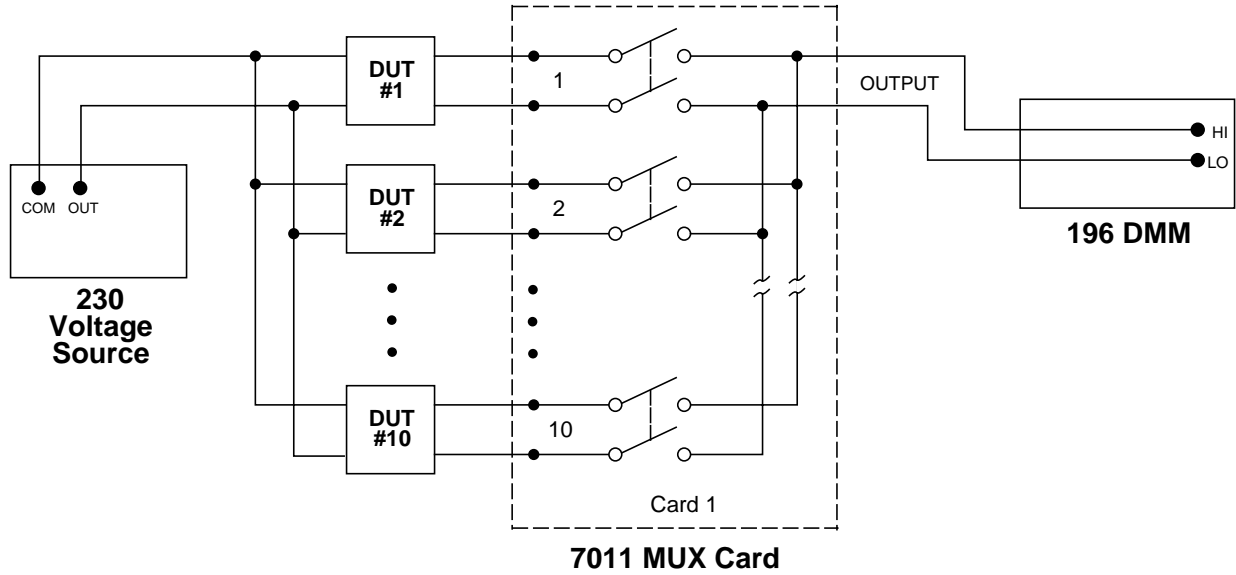 DUT
#1
1
OUTPUT
HI
LO
COM OUT
DUT
#2
2
196 DMM
230
Voltage
Source
DUT
#10
10
Card 1
7011 MUX Card